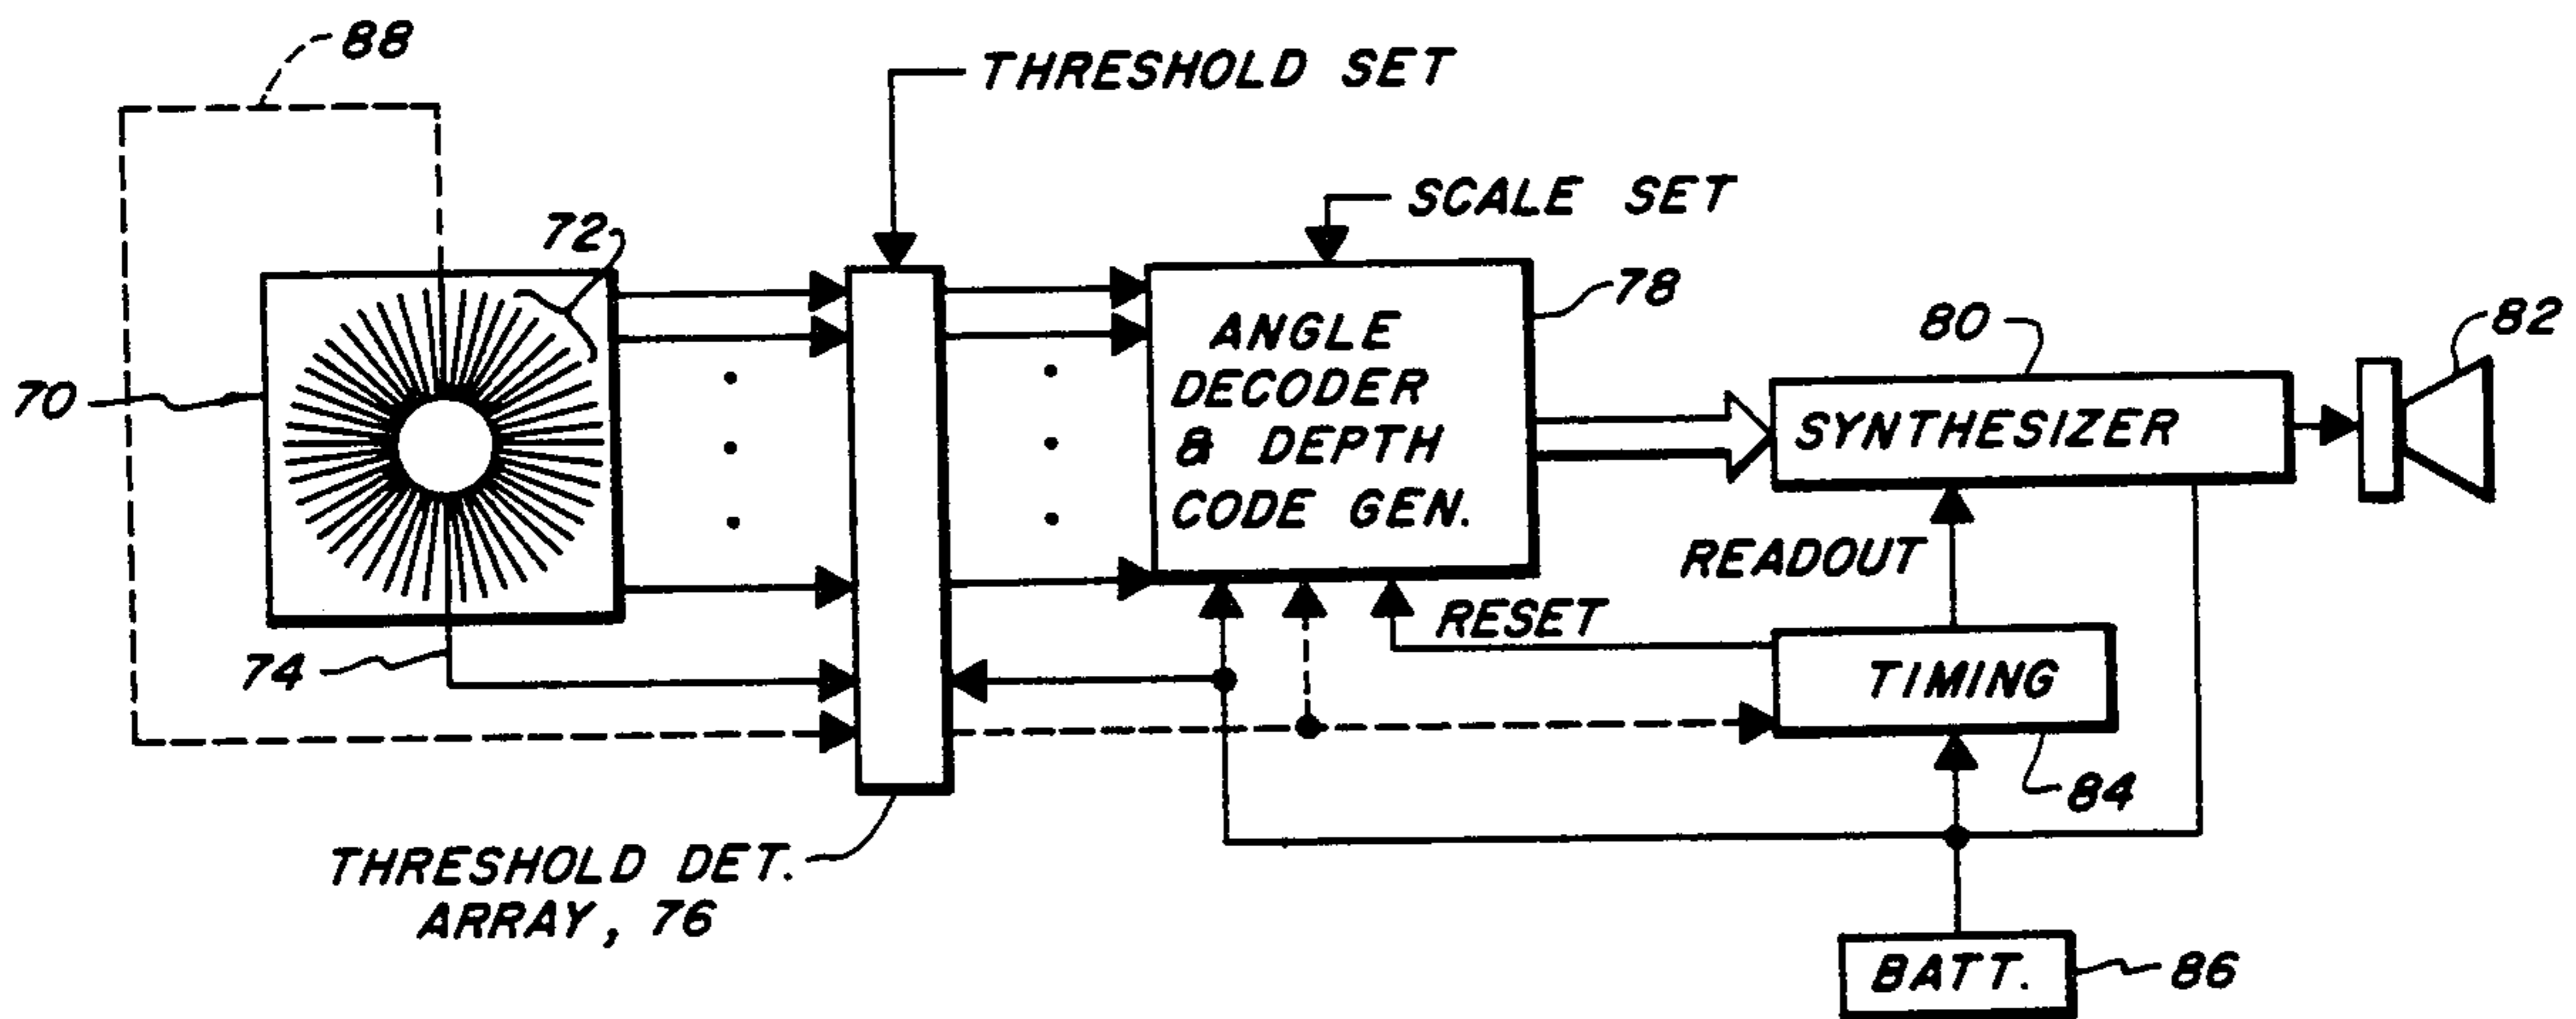 88
THRESHOLD SET
SCALE SET
72
78
70
ANGLE
DECODER
& DEPTH
CODE GEN.
80
82
SYNTHESIZER
READOUT
RESET
74
TIMING
84
THRESHOLD DET.
ARRAY, 76
BATT.
86